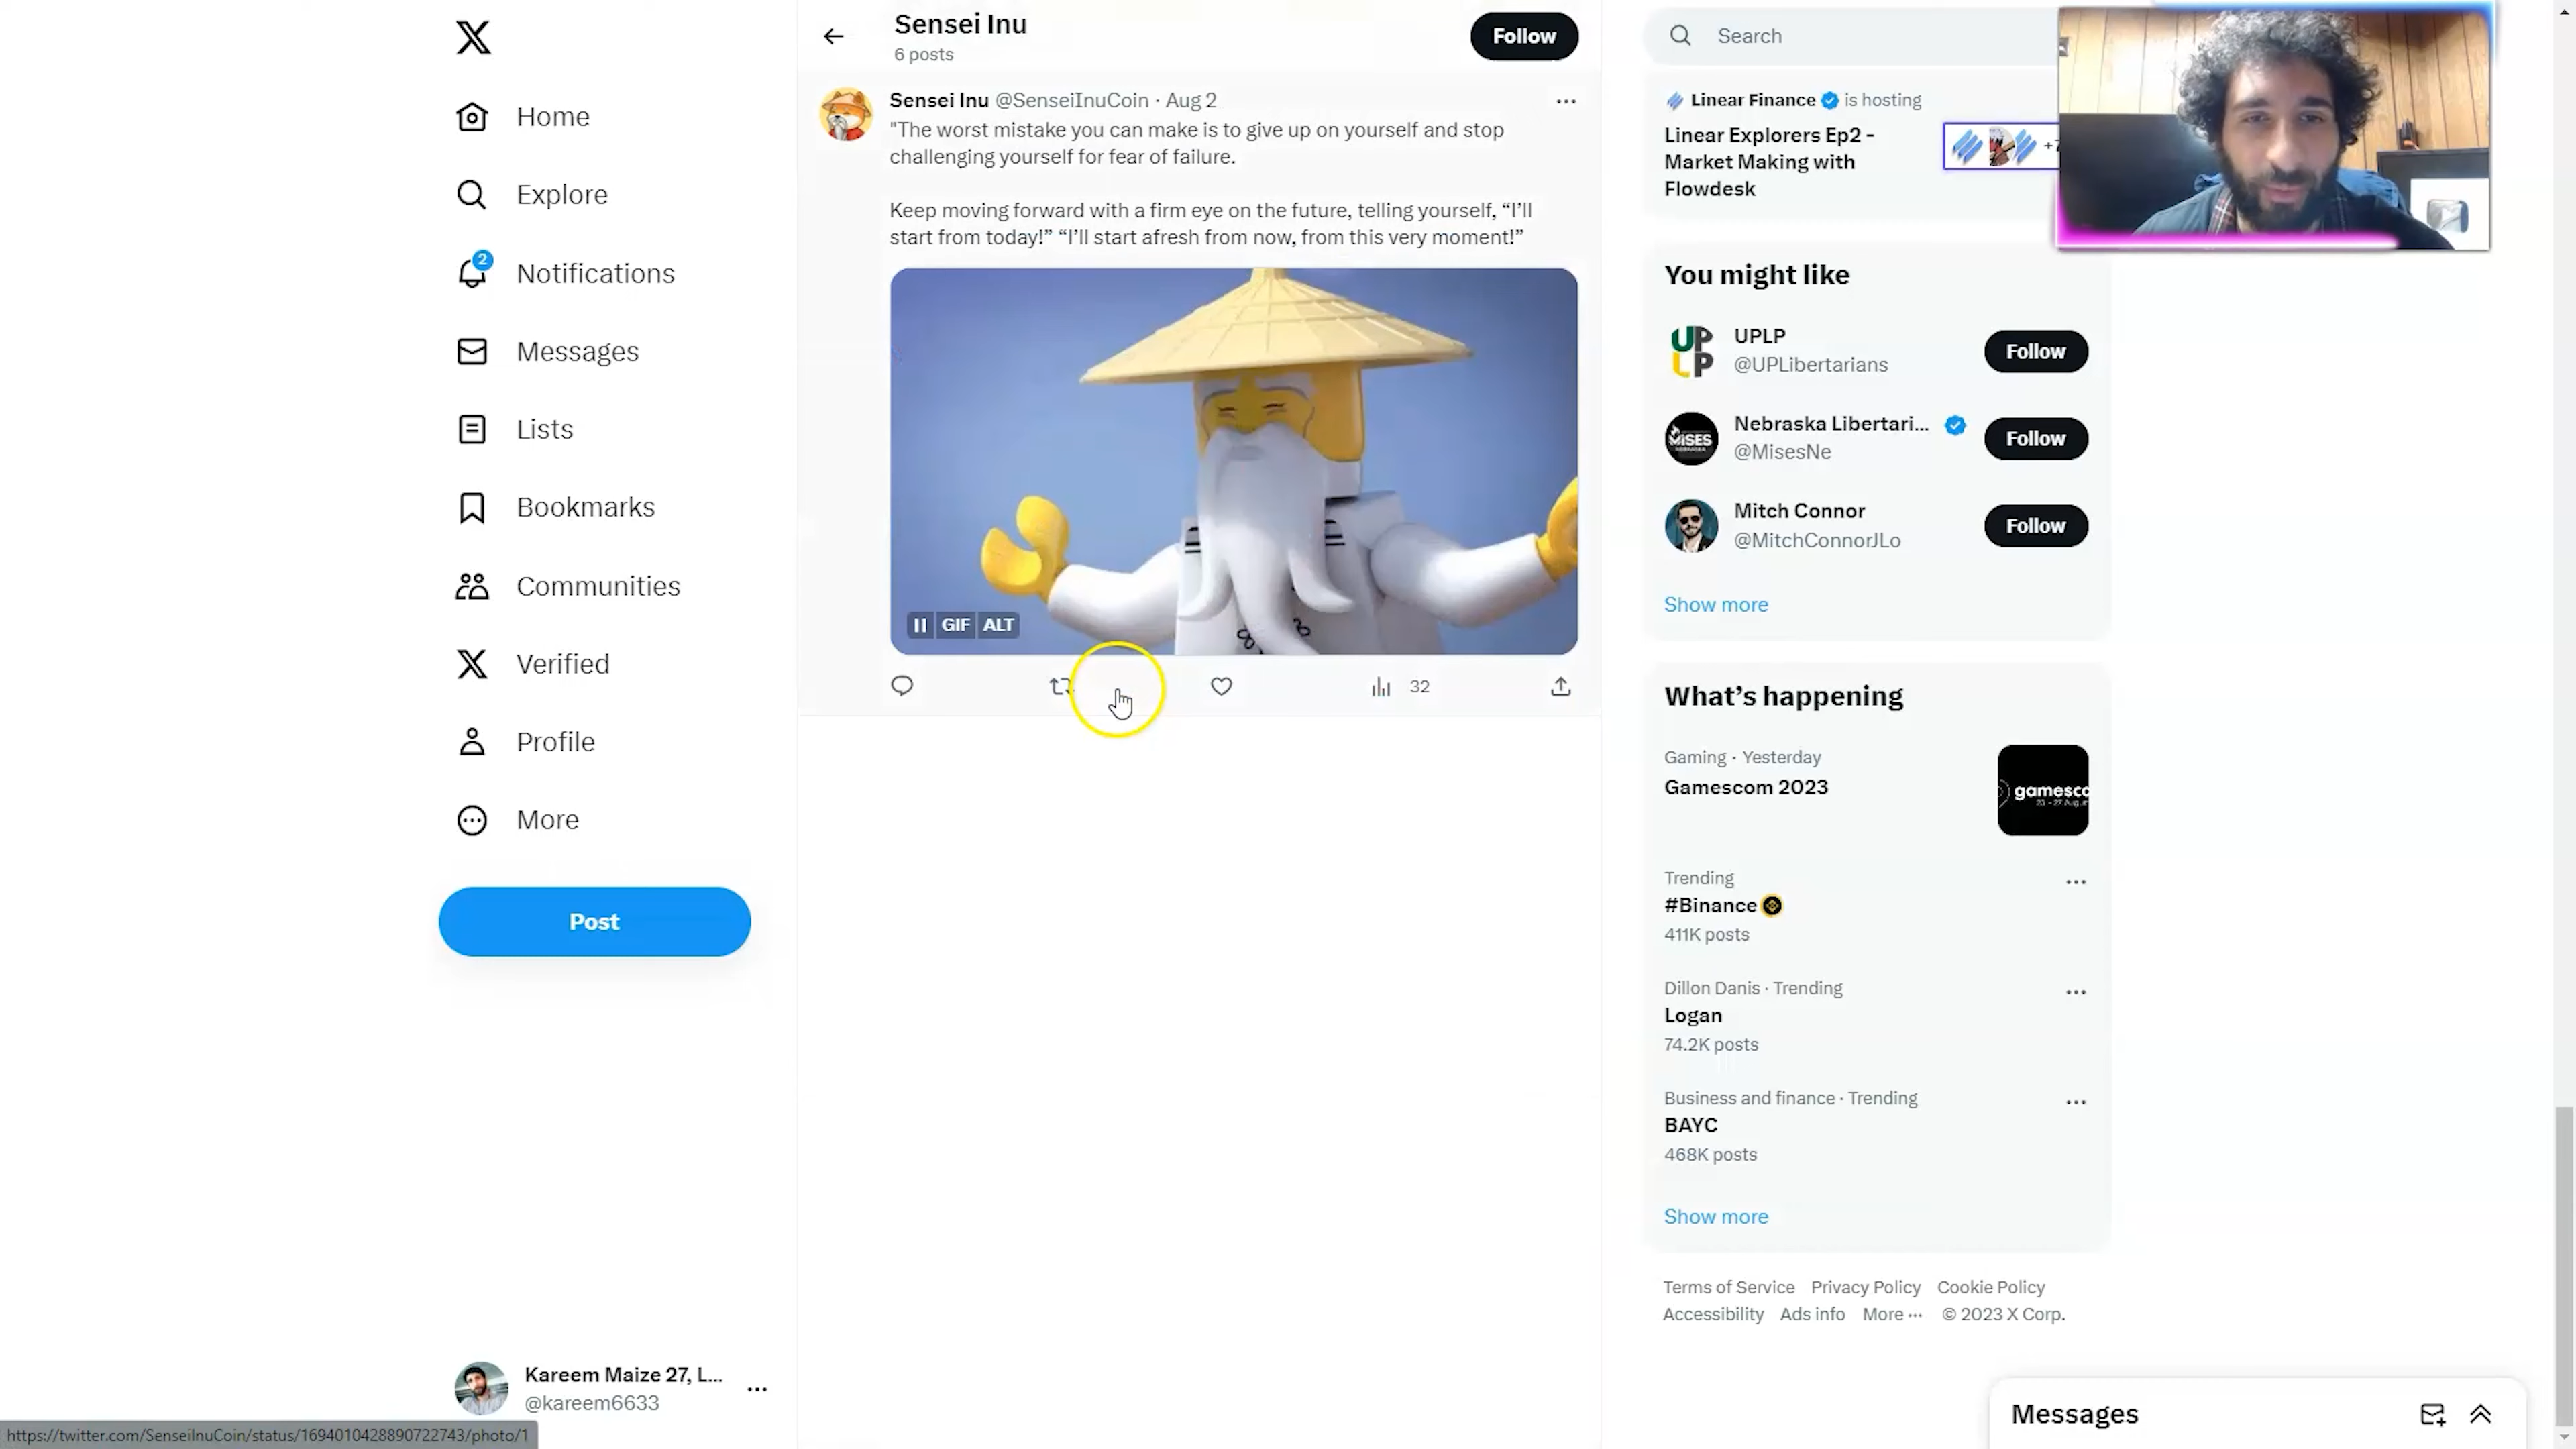 Home
Explore
2
Notifications
Messages
Lists
Bookmarks
Communities
Verified
Profile
More
Post
Kareem Maize 27, L...
@kareem6633
https://twitter.com/SenseiInuCoin/status/1694010428890722743/photo/1
Sensei Inu
6 posts
Follow
Sensei Inu @SenseiInuCoin · Aug 2
"The worst mistake you can make is to give up on yourself and stop
challenging yourself for fear of failure.
Keep moving forward with a firm eye on the future, telling yourself, “I’ll
start from today!” “I’ll start afresh from now, from this very moment!”
GIF ALT
32
Search
Linear Finance is hosting
Linear Explorers Ep2 -
Market Making with
Flowdesk
+7
You might like
UPLP
@UPLibertarians
Follow
Nebraska Libertari...
@MisesNe
Follow
Mitch Connor
@MitchConnorJLo
Follow
Show more
What’s happening
Gaming · Yesterday
Gamescom 2023
gamesco
Trending
#Binance
411K posts
Dillon Danis · Trending
Logan
74.2K posts
Business and finance · Trending
BAYC
468K posts
Show more
Terms of Service Privacy Policy Cookie Policy
Accessibility Ads info More ··· © 2023 X Corp.
Messages